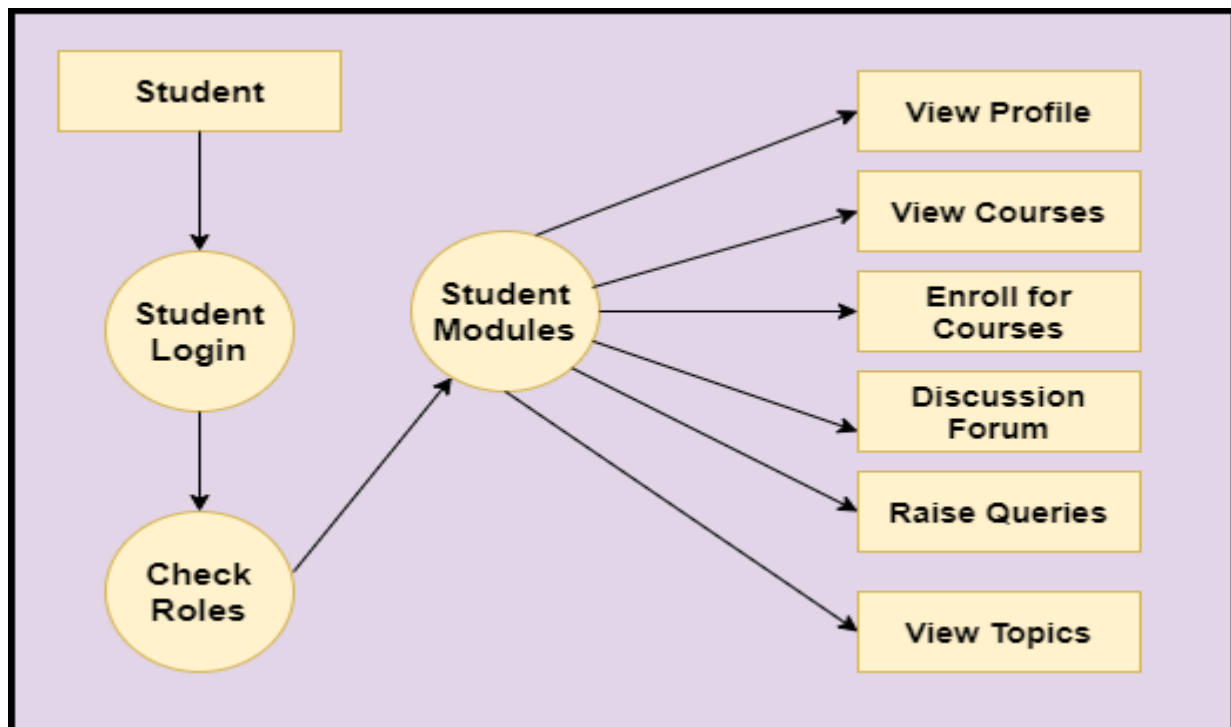 Student
Student
Login
Check
Roles
Student
Modules
View Profile
View Courses
Enroll for
Courses
Discussion
Forum
Raise Queries
View Topics